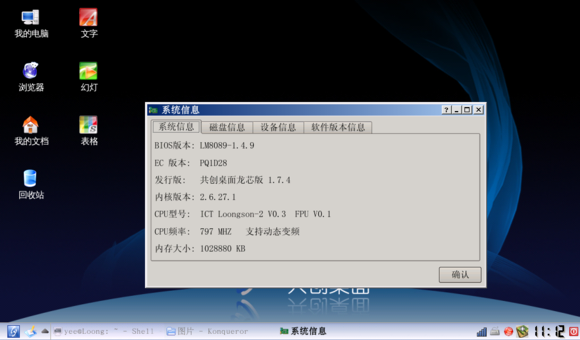 我的电脑
文字
浏览器
幻灯
我的文档
表格
回收站
系统信息
系统信息 磁盘信息 设备信息 软件版本信息
BIOS版本: LM8089-1.4.9
EC 版本: PQ1D28
发行版: 共创桌面龙芯版 1.7.4
内核版本: 2.6.27.1
CPU型号: ICT Loongson-2 V0.3 FPU V0.1
CPU频率: 797 MHZ 支持动态变频
内存大小: 1028880 KB
确认
共创桌面
yee@Loong: ~ - Shell
图片 - Konqueror
系统信息
11:12